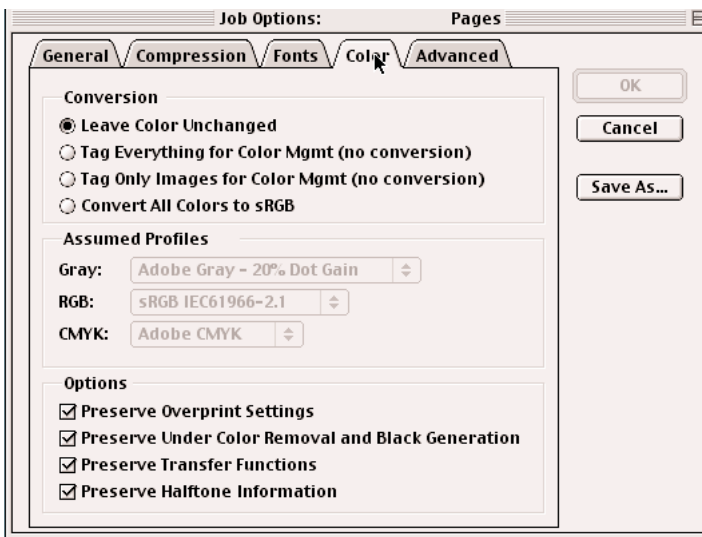 Job Options: Pages
General Compression Fonts Color Advanced
Conversion
Leave Color Unchanged
Tag Everything for Color Mgmt (no conversion)
Tag Only Images for Color Mgmt (no conversion)
Convert All Colors to sRGB
Assumed Profiles
Gray: Adobe Gray - 20% Dot Gain
RGB: sRGB IEC61966-2.1
CMYK: Adobe CMYK
Options
Preserve Overprint Settings
Preserve Under Color Removal and Black Generation
Preserve Transfer Functions
Preserve Halftone Information
OK
Cancel
Save As...